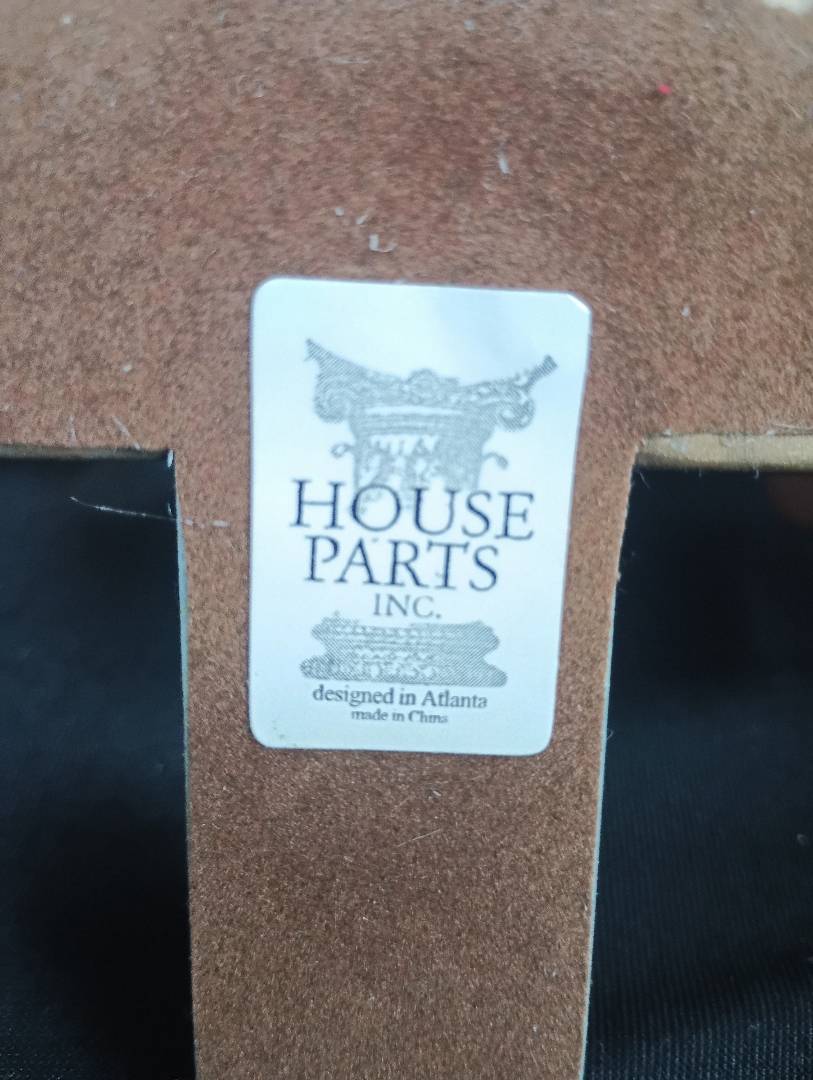 HOUSE
PARTS
INC.
designed in Atlanta
made in China